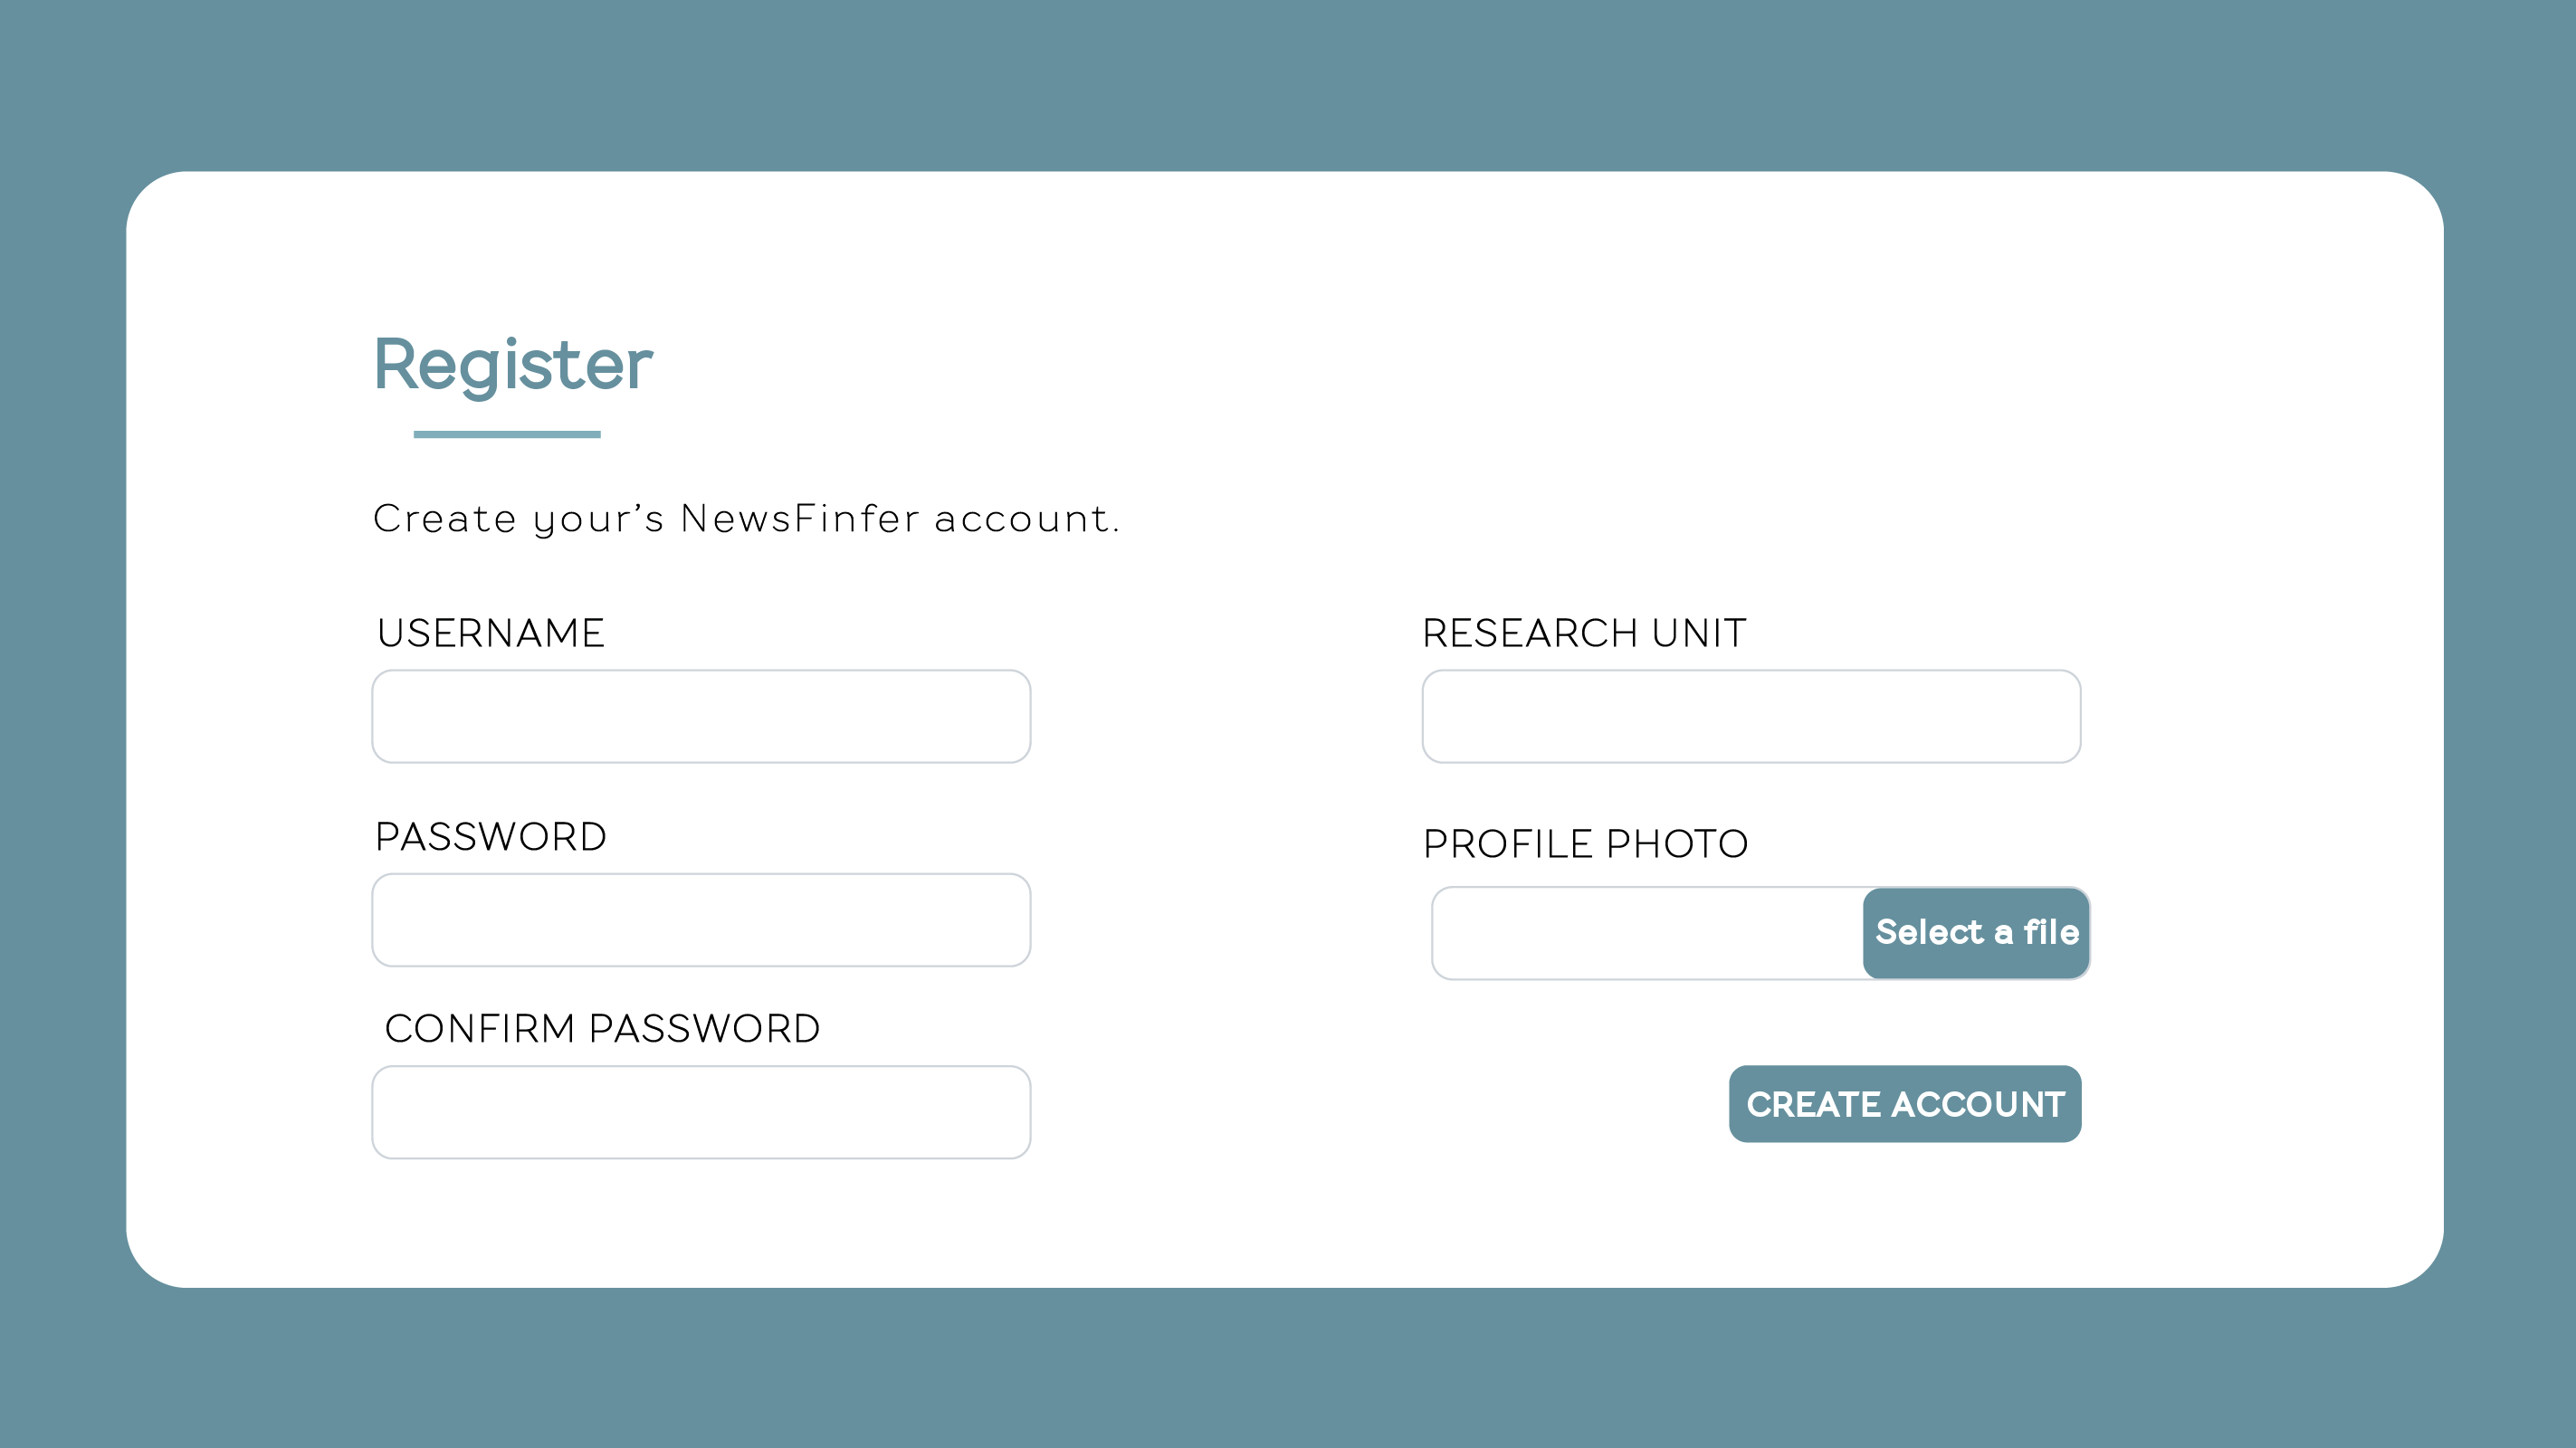 Register
Create your’s NewsFinfer account.
USERNAME
PASSWORD
CONFIRM PASSWORD
RESEARCH UNIT
PROFILE PHOTO
Select a file
CREATE ACCOUNT